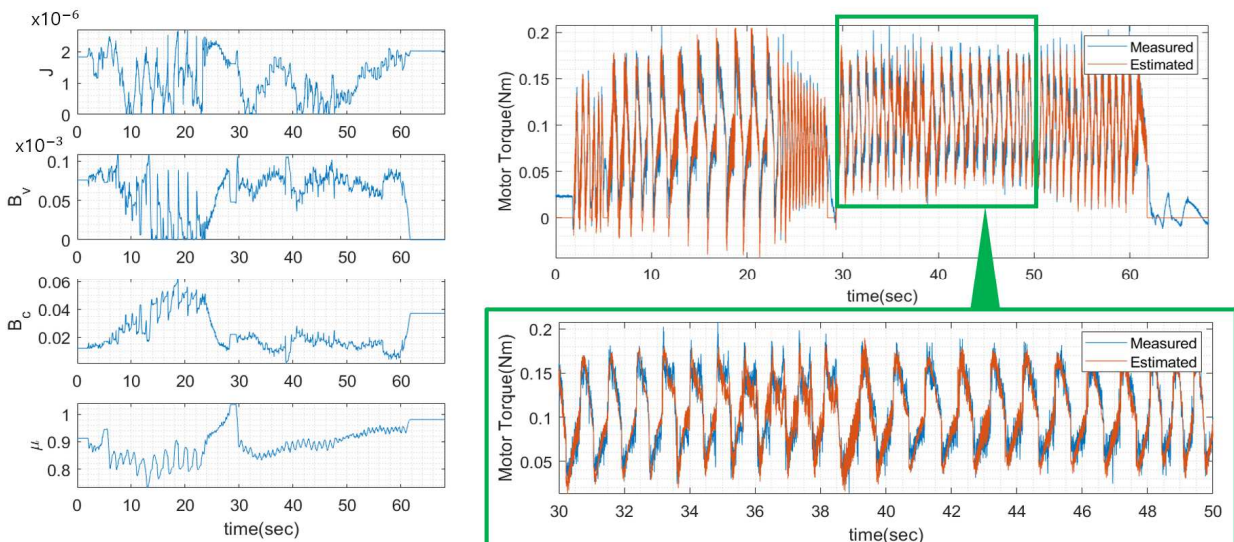 x10^-6
J
2
1
0
0 10 20 30 40 50 60
x10^-3
B_v
0.1
0.05
0
0 10 20 30 40 50 60
B_c
0.06
0.04
0.02
0 10 20 30 40 50 60
μ
1
0.9
0.8
0 10 20 30 40 50 60
time(sec)
Motor Torque(Nm)
0.2
0.15
0.1
0.05
0
Measured
Estimated
0 10 20 30 40 50 60
time(sec)
Motor Torque(Nm)
0.2
0.15
0.1
0.05
Measured
Estimated
30 32 34 36 38 40 42 44 46 48 50
time(sec)